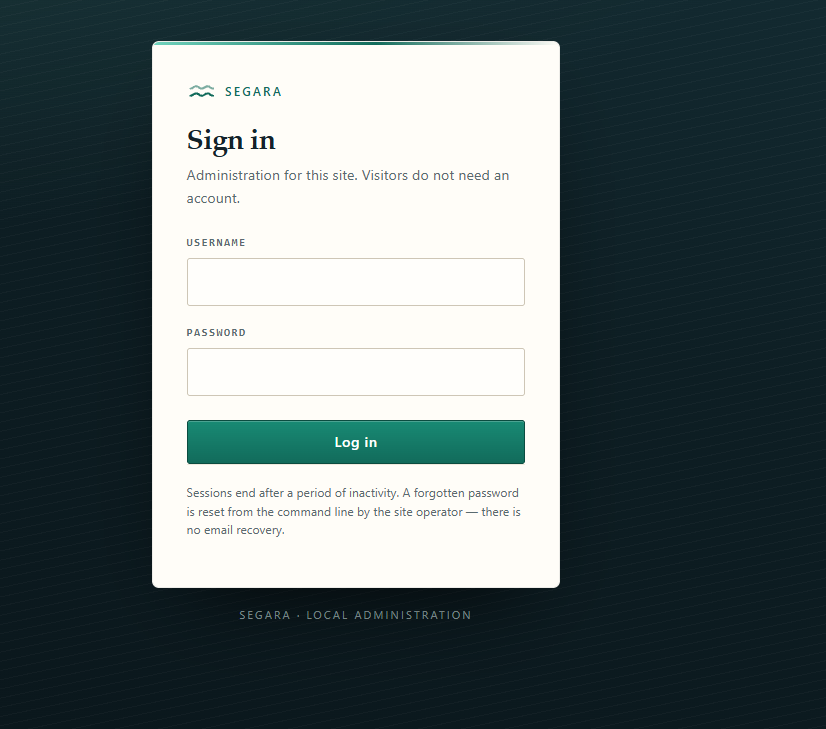 SEGARA
Sign in
Administration for this site. Visitors do not need an
account.
USERNAME
PASSWORD
Log in
Sessions end after a period of inactivity. A forgotten password
is reset from the command line by the site operator — there is
no email recovery.
SEGARA · LOCAL ADMINISTRATION